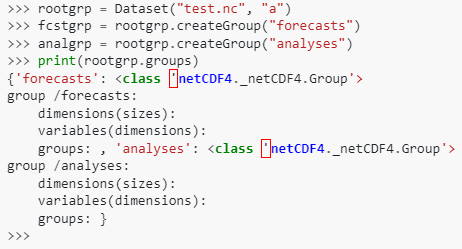 >>> rootgrp = Dataset("test.nc", "a")
>>> fcstgrp = rootgrp.createGroup("forecasts")
>>> analgrp = rootgrp.createGroup("analyses")
>>> print(rootgrp.groups)
{'forecasts': <class 'netCDF4._netCDF4.Group'>
group /forecasts:
    dimensions(sizes):
    variables(dimensions):
    groups: , 'analyses': <class 'netCDF4._netCDF4.Group'>
group /analyses:
    dimensions(sizes):
    variables(dimensions):
    groups: }
>>>